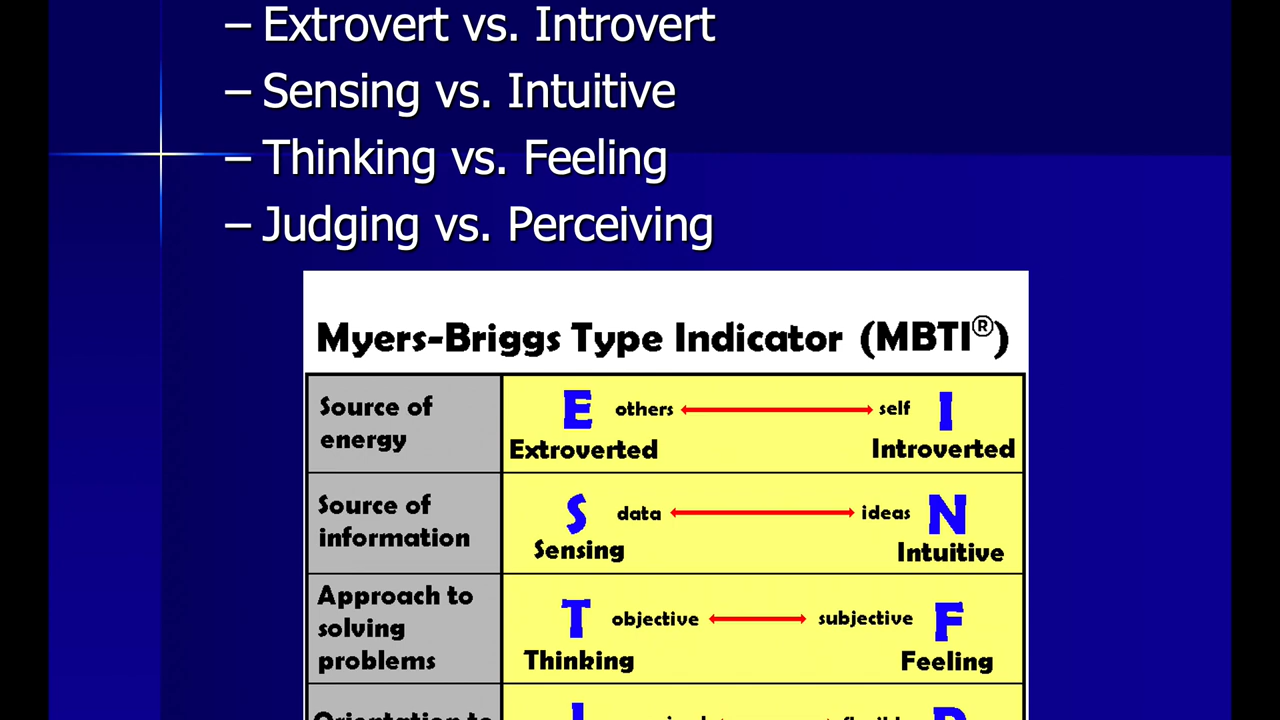 – Extrovert vs. Introvert
– Sensing vs. Intuitive
– Thinking vs. Feeling
– Judging vs. Perceiving
Myers-Briggs Type Indicator (MBTI®)
Source of
energy
E others self I
Extroverted Introverted
Source of
information
S data ideas N
Sensing Intuitive
Approach to
solving
problems
T objective subjective F
Thinking Feeling
Orientation to